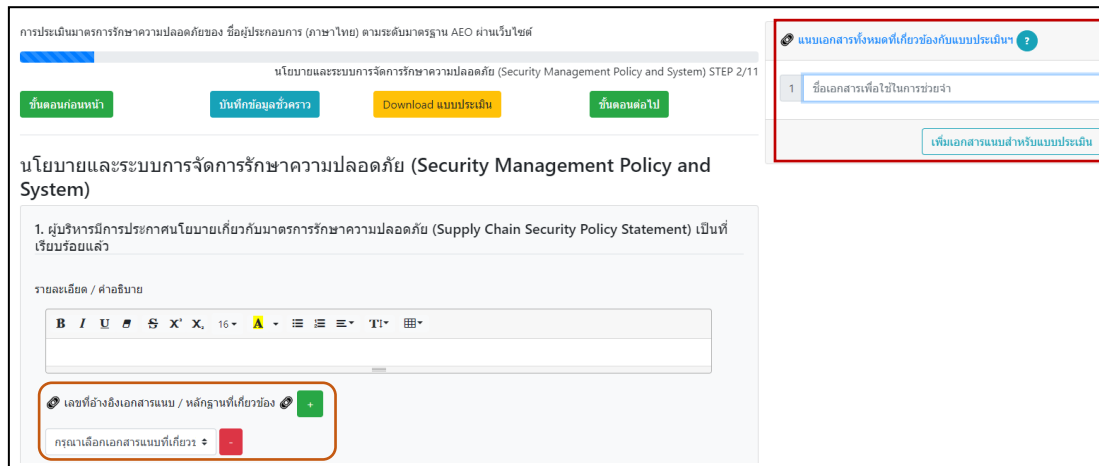 การประเมินมาตรการรักษาความปลอดภัยของ ชื่อผู้ประกอบการ (ภาษาไทย) ตามระดับมาตรฐาน AEO ผ่านเว็บไซต์
นโยบายและระบบการจัดการรักษาความปลอดภัย (Security Management Policy and System) STEP 2/11
ขั้นตอนก่อนหน้า
บันทึกข้อมูลชั่วคราว
Download แบบประเมิน
ขั้นตอนต่อไป
แนบเอกสารทั้งหมดที่เกี่ยวข้องกับแบบประเมินฯ ?
1 ชื่อเอกสารเพื่อใช้ในการช่วยจำ
เพิ่มเอกสารแนบสำหรับแบบประเมิน
นโยบายและระบบการจัดการรักษาความปลอดภัย (Security Management Policy and
System)
1. ผู้บริหารมีการประกาศนโยบายเกี่ยวกับมาตรการรักษาความปลอดภัย (Supply Chain Security Policy Statement) เป็นที่
เรียบร้อยแล้ว
รายละเอียด / คำอธิบาย
B I U S X X 16 A T
เลขที่อ้างอิงเอกสารแนบ / หลักฐานที่เกี่ยวข้อง +
กรุณาเลือกเอกสารแนบที่เกี่ยวข -